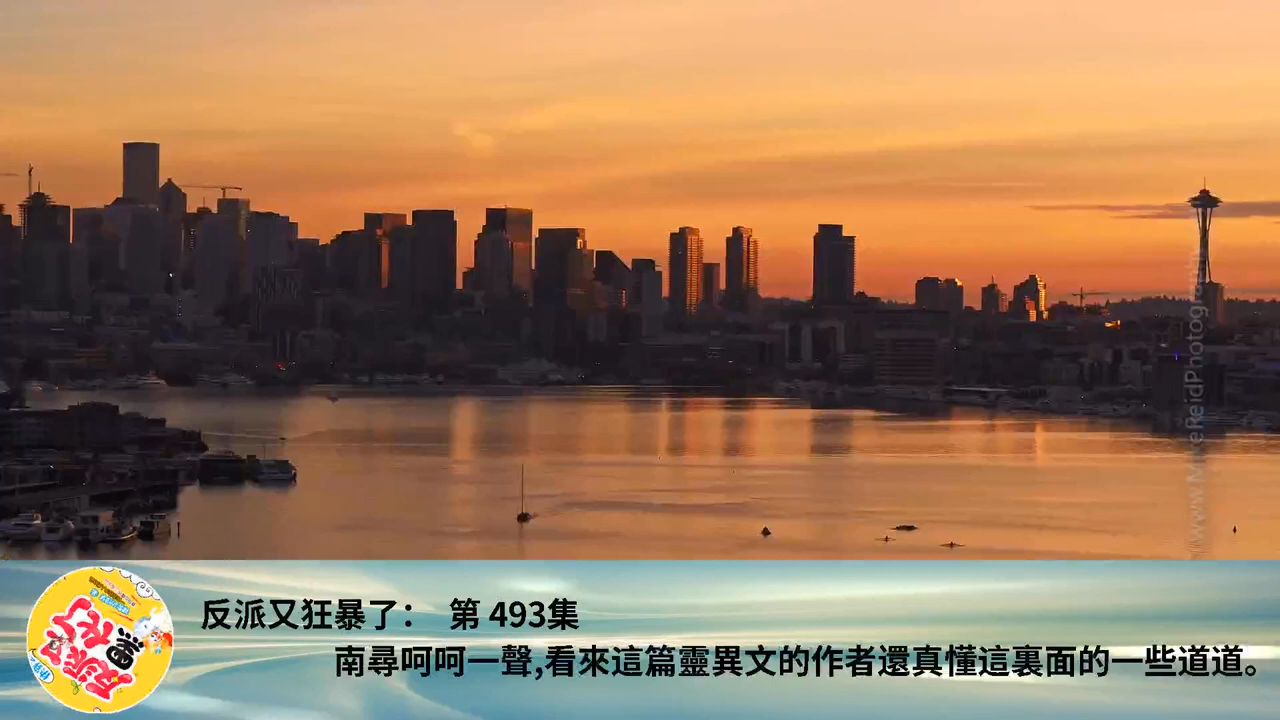 www.MikeReidPhotography
反派又狂暴了： 第 493集
南尋呵呵一聲,看來這篇靈異文的作者還真懂這裏面的一些道道。